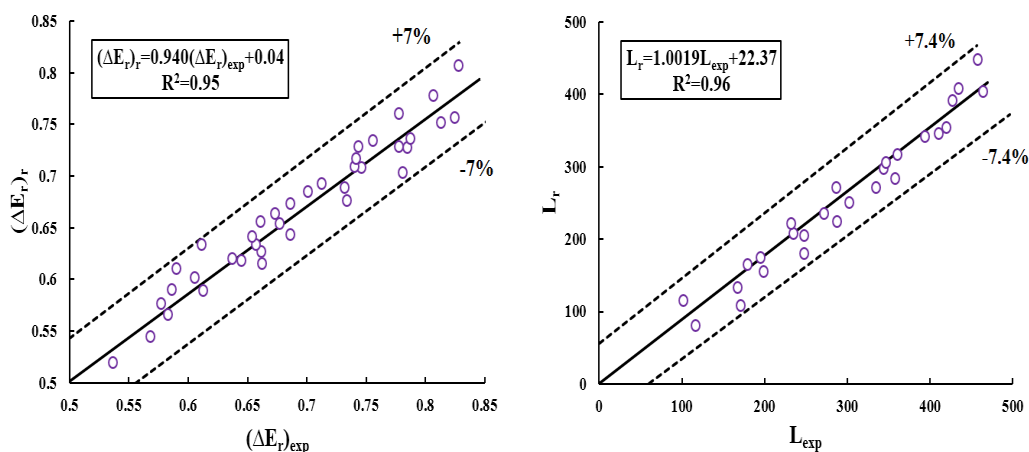 0.85
0.8
0.75
0.7
0.65
0.6
0.55
0.5
(ΔEr)r
(ΔEr)r=0.940(ΔEr)exp+0.04
R²=0.95
+7%
-7%
0.5 0.55 0.6 0.65 0.7 0.75 0.8 0.85
(ΔEr)exp
500
400
300
200
100
0
Lr
Lr=1.0019Lexp+22.37
R²=0.96
+7.4%
-7.4%
0 100 200 300 400 500
Lexp